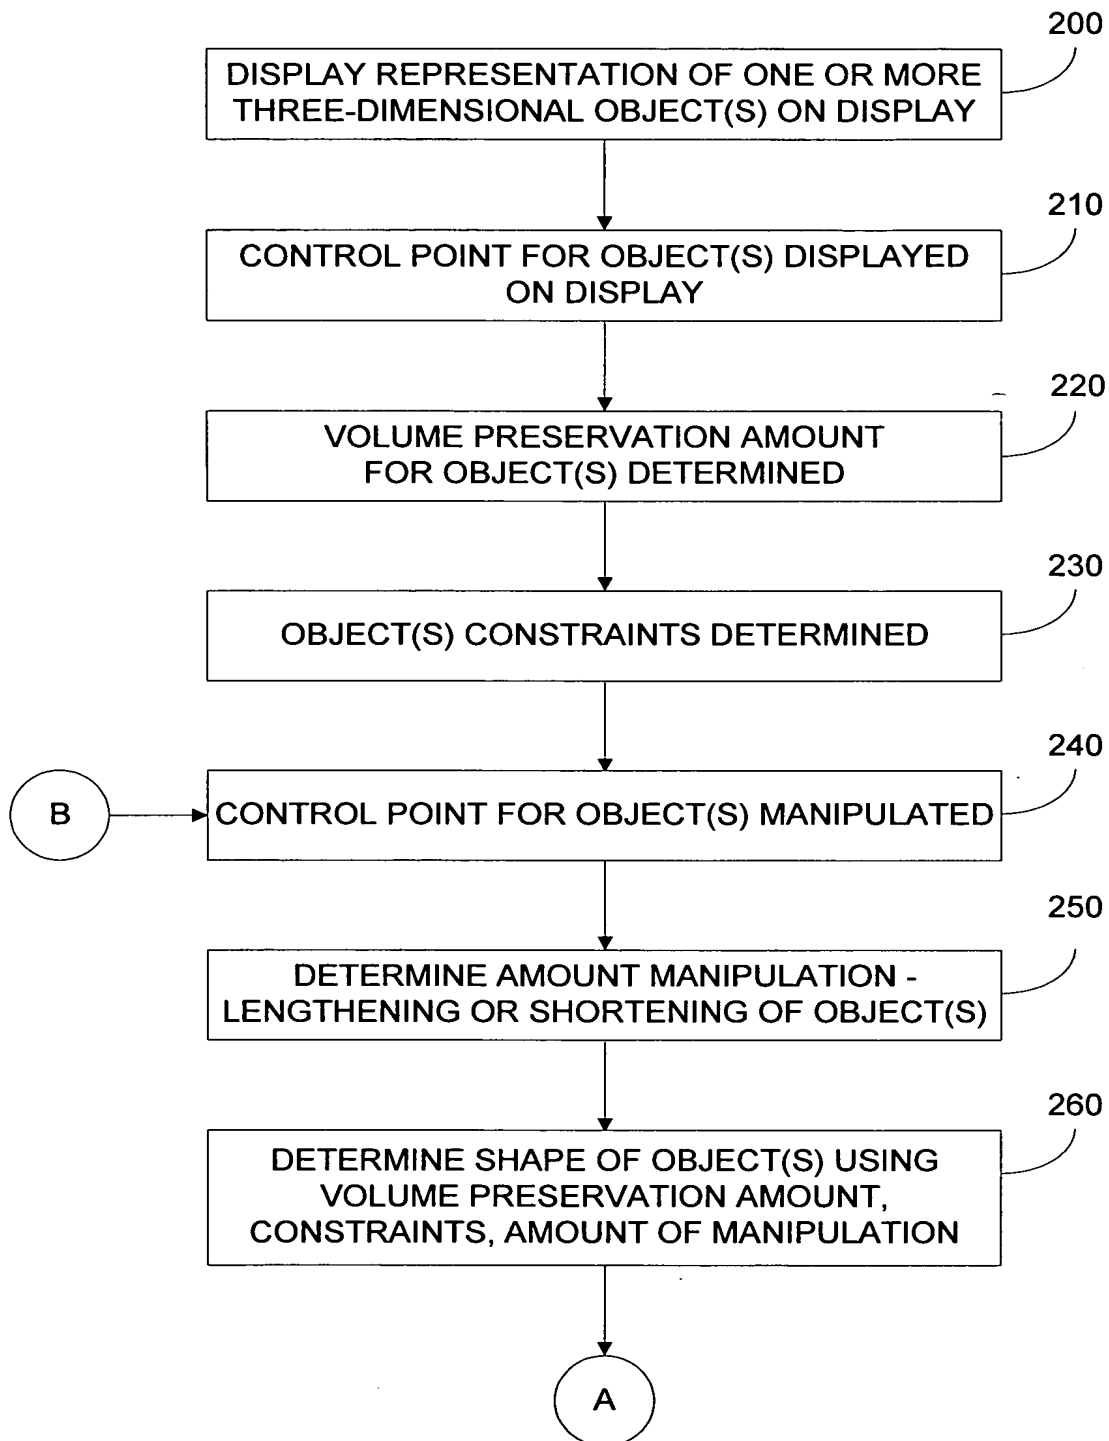 200
DISPLAY REPRESENTATION OF ONE OR MORE
THREE-DIMENSIONAL OBJECT(S) ON DISPLAY
210
CONTROL POINT FOR OBJECT(S) DISPLAYED
ON DISPLAY
220
VOLUME PRESERVATION AMOUNT
FOR OBJECT(S) DETERMINED
230
OBJECT(S) CONSTRAINTS DETERMINED
240
B
CONTROL POINT FOR OBJECT(S) MANIPULATED
250
DETERMINE AMOUNT MANIPULATION -
LENGTHENING OR SHORTENING OF OBJECT(S)
260
DETERMINE SHAPE OF OBJECT(S) USING
VOLUME PRESERVATION AMOUNT,
CONSTRAINTS, AMOUNT OF MANIPULATION
A